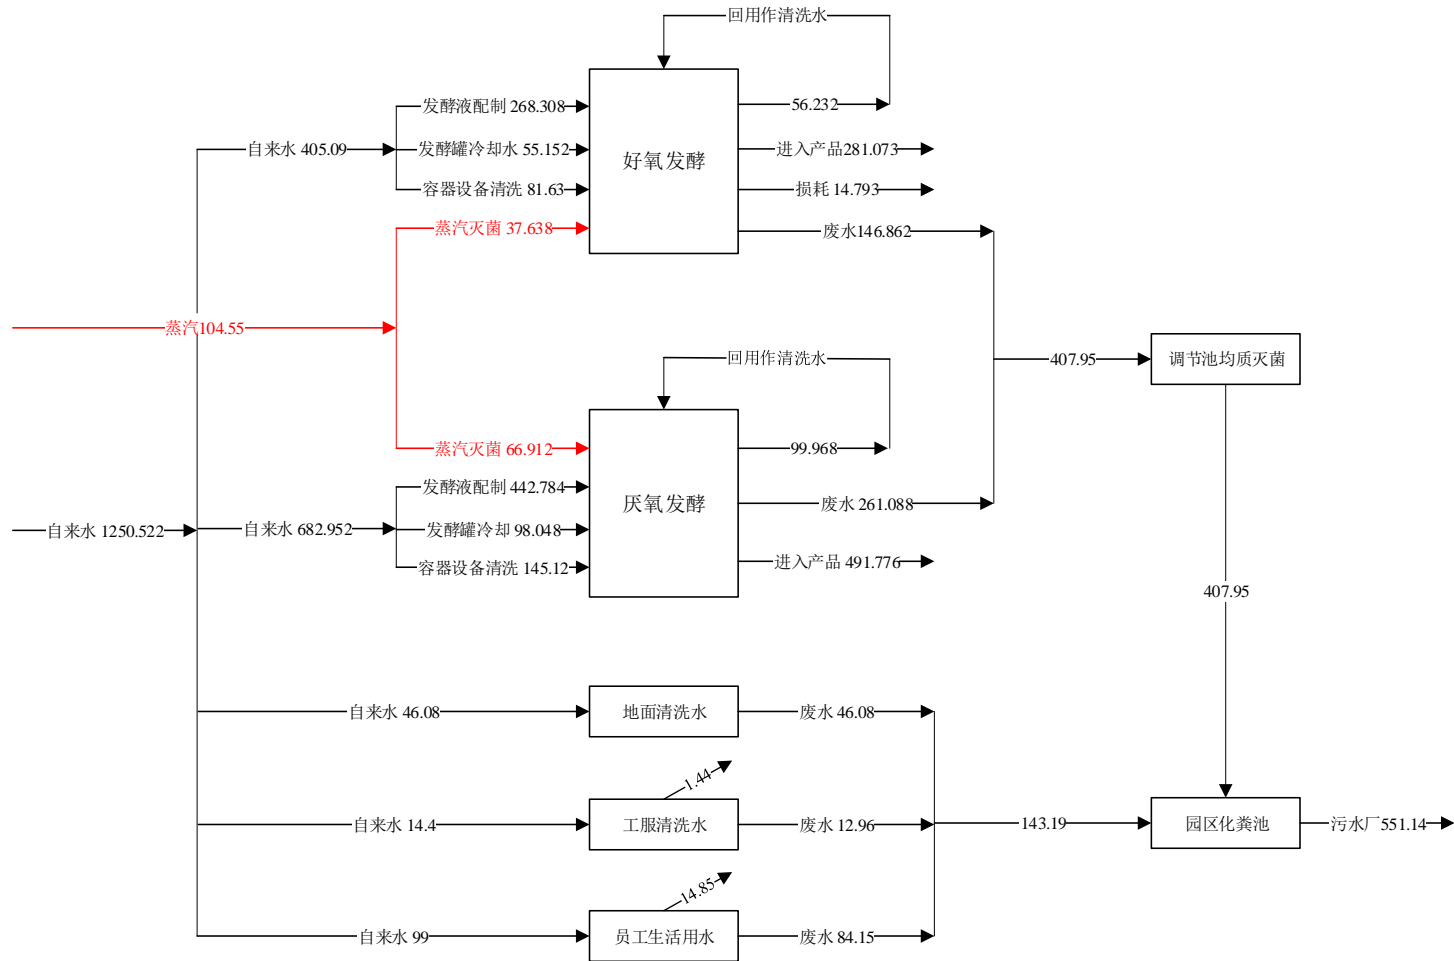 回用作清洗水
发酵液配制 268.308
56.232
自来水 405.09
发酵罐冷却水 55.152
好氧发酵
进入产品281.073
容器设备清洗 81.63
损耗 14.793
蒸汽灭菌 37.638
废水146.862
蒸汽104.55
回用作清洗水
407.95
调节池均质灭菌
蒸汽灭菌 66.912
99.968
发酵液配制 442.784
厌氧发酵
废水 261.088
自来水 1250.522
自来水 682.952
发酵罐冷却 98.048
容器设备清洗 145.12
进入产品 491.776
407.95
自来水 46.08
地面清洗水
废水 46.08
1.44
自来水 14.4
工服清洗水
废水 12.96
143.19
园区化粪池
污水厂551.14
14.85
自来水 99
员工生活用水
废水 84.15